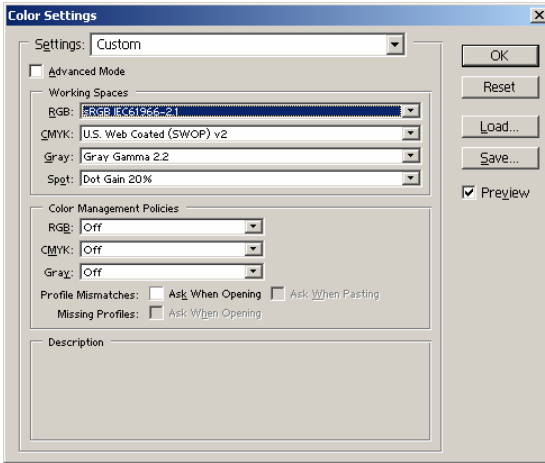 Color Settings
Settings: Custom
OK
Advanced Mode
Reset
Working Spaces
RGB: sRGB IEC61966-2.1
Load...
CMYK: U.S. Web Coated (SWOP) v2
Gray: Gray Gamma 2.2
Save...
Spot: Dot Gain 20%
Preview
Color Management Policies
RGB: Off
CMYK: Off
Gray: Off
Profile Mismatches: Ask When Opening Ask When Pasting
Missing Profiles: Ask When Opening
Description